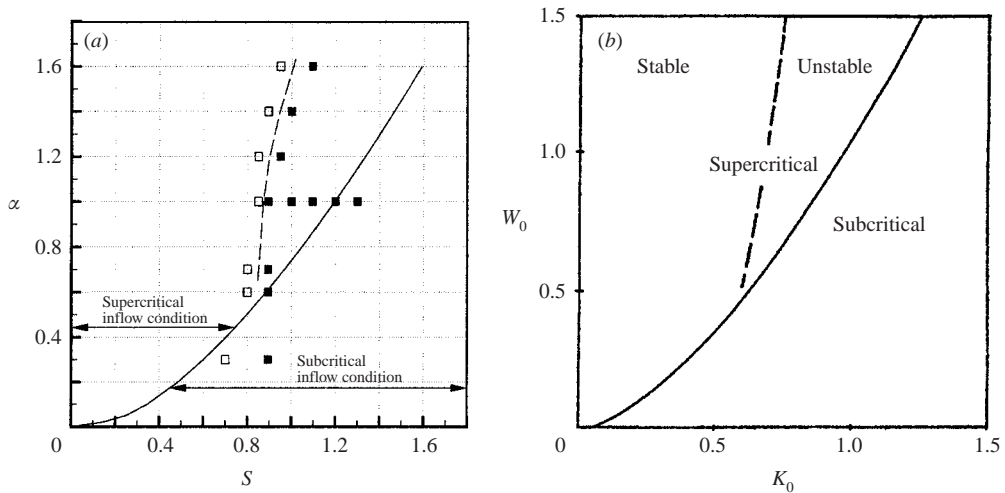 (a)
1.6
1.2
α
0.8
Supercritical
inflow condition
0.4
Subcritical
inflow condition
0
0.4
0.8
1.2
1.6
S
(b)
1.5
Stable
Unstable
1.0
Supercritical
W0
Subcritical
0.5
0
0.5
1.0
1.5
K0